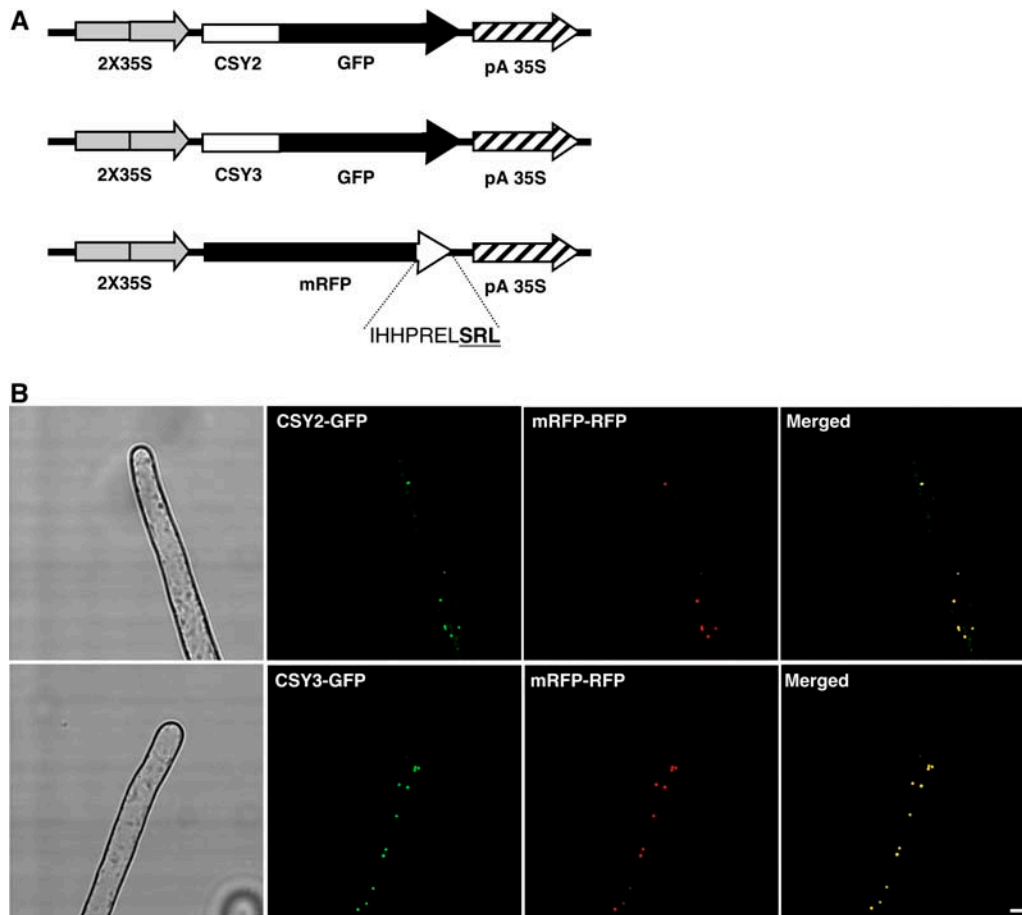 A
2X35S CSY2 GFP pA 35S
2X35S CSY3 GFP pA 35S
2X35S mRFP pA 35S
IHHPRELSRL
B
CSY2-GFP mRFP-RFP Merged
CSY3-GFP mRFP-RFP Merged